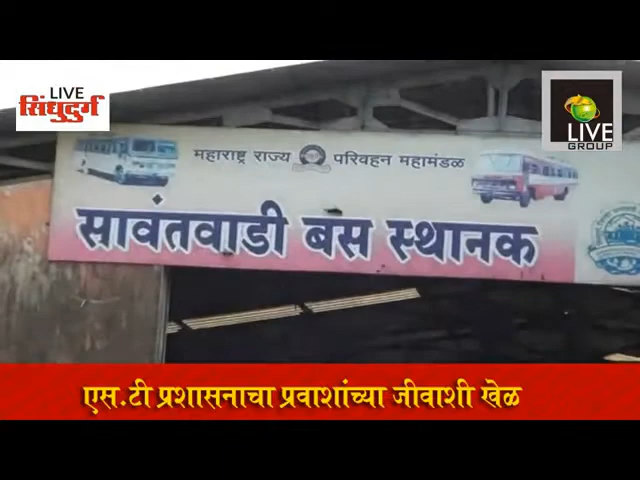 LIVE
सिंधुदुर्ग
LIVE
GROUP
महाराष्ट्र राज्य परिवहन महामंडळ
सावंतवाडी बस स्थानक
एस.टी प्रशासनाचा प्रवाशांच्या जीवाशी खेळ